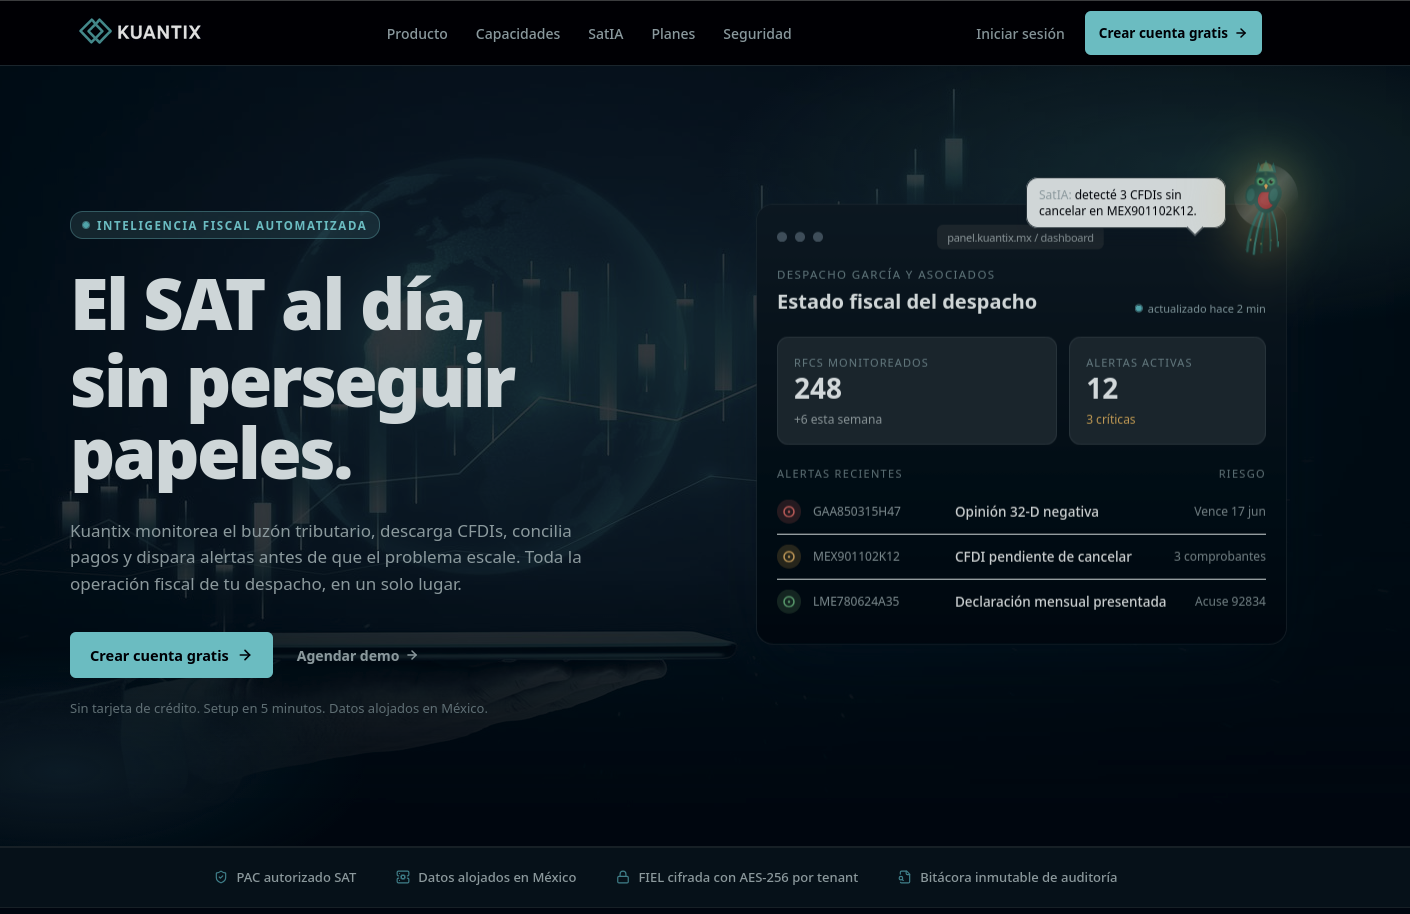 KUANTIX
Producto
Capacidades
SatIA
Planes
Seguridad
Iniciar sesión
Crear cuenta gratis →
INTELIGENCIA FISCAL AUTOMATIZADA
El SAT al día,
sin perseguir
papeles.
Kuantix monitorea el buzón tributario, descarga CFDIs, concilia
pagos y dispara alertas antes de que el problema escale. Toda la
operación fiscal de tu despacho, en un solo lugar.
Crear cuenta gratis →
Agendar demo →
Sin tarjeta de crédito. Setup en 5 minutos. Datos alojados en México.
SatIA: detecté 3 CFDIs sin
cancelar en MEX901102K12.
panel.kuantix.mx / dashboard
DESPACHO GARCÍA Y ASOCIADOS
Estado fiscal del despacho
actualizado hace 2 min
RFCS MONITOREADOS
248
+6 esta semana
ALERTAS ACTIVAS
12
3 críticas
ALERTAS RECIENTES
RIESGO
GAA850315H47 Opinión 32-D negativa Vence 17 jun
MEX901102K12 CFDI pendiente de cancelar 3 comprobantes
LME780624A35 Declaración mensual presentada Acuse 92834
PAC autorizado SAT
Datos alojados en México
FIEL cifrada con AES-256 por tenant
Bitácora inmutable de auditoría